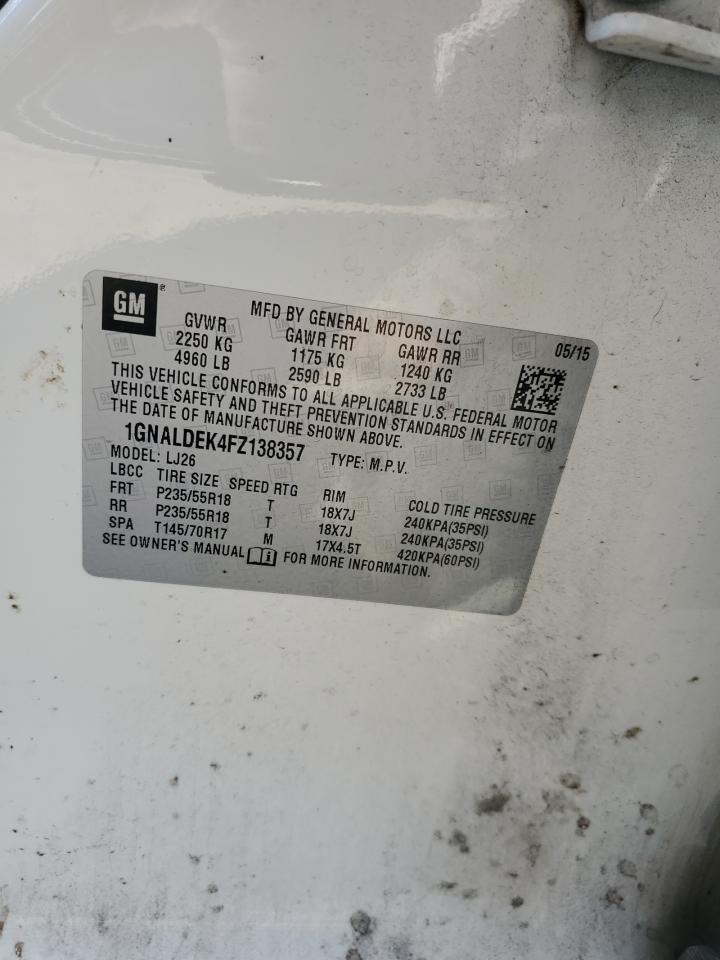 GM
MFD BY GENERAL MOTORS LLC
05/15
GVWR GAWR FRT GAWR RR
2250 KG 1175 KG 1240 KG
4960 LB 2590 LB 2733 LB
THIS VEHICLE CONFORMS TO ALL APPLICABLE U.S. FEDERAL MOTOR
VEHICLE SAFETY AND THEFT PREVENTION STANDARDS IN EFFECT ON
THE DATE OF MANUFACTURE SHOWN ABOVE.
1GNALDEK4FZ138357 TYPE: M.P.V.
MODEL: LJ26
LBCC TIRE SIZE SPEED RTG RIM COLD TIRE PRESSURE
FRT P235/55R18 T 18X7J 240KPA(35PSI)
RR P235/55R18 T 18X7J 240KPA(35PSI)
SPA T145/70R17 M 17X4.5T 420KPA(60PSI)
SEE OWNER'S MANUAL FOR MORE INFORMATION.